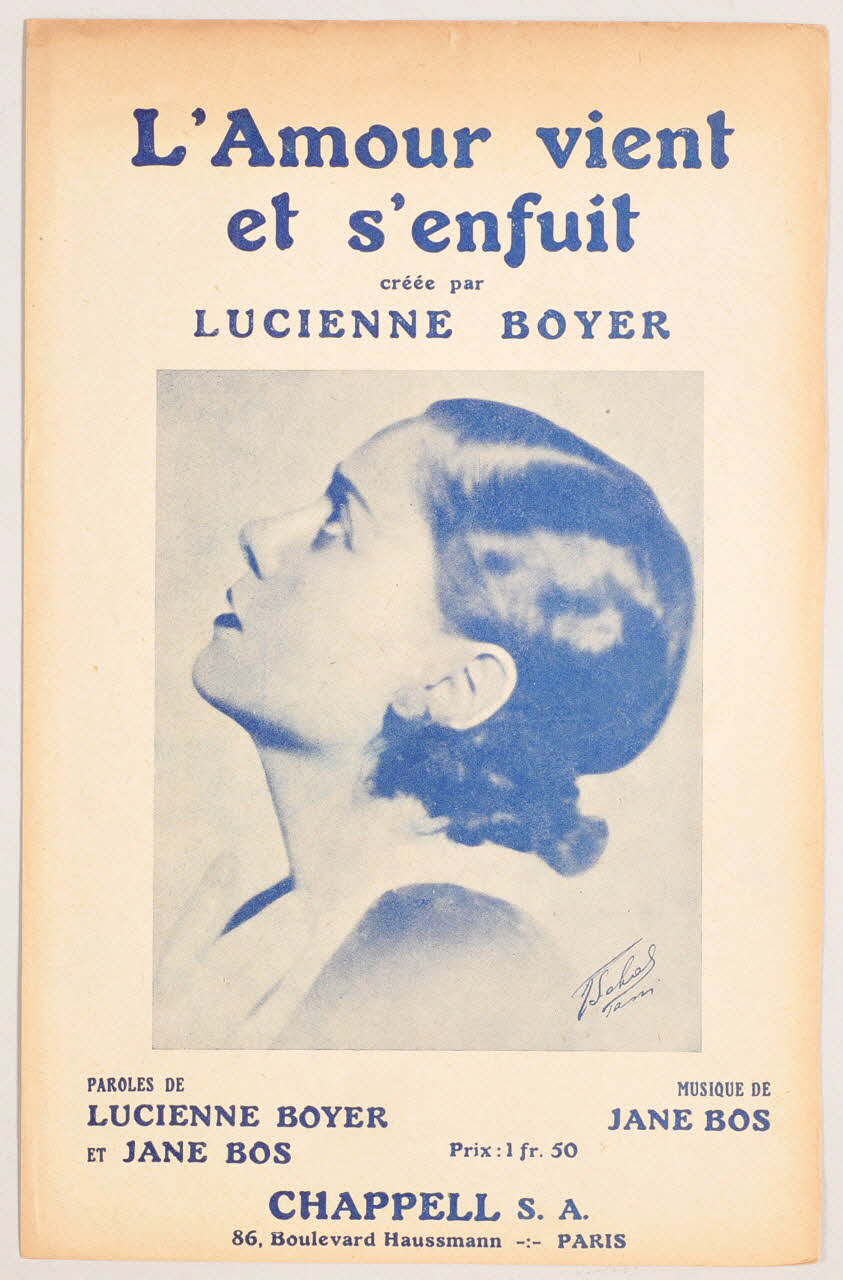 L'Amour vient
et s'enfuit
créée par
LUCIENNE BOYER
PAROLES DE
LUCIENNE BOYER
ET JANE BOS
MUSIQUE DE
JANE BOS
Prix : 1 fr. 50
CHAPPELL S. A.
86, Boulevard Haussmann -:- PARIS